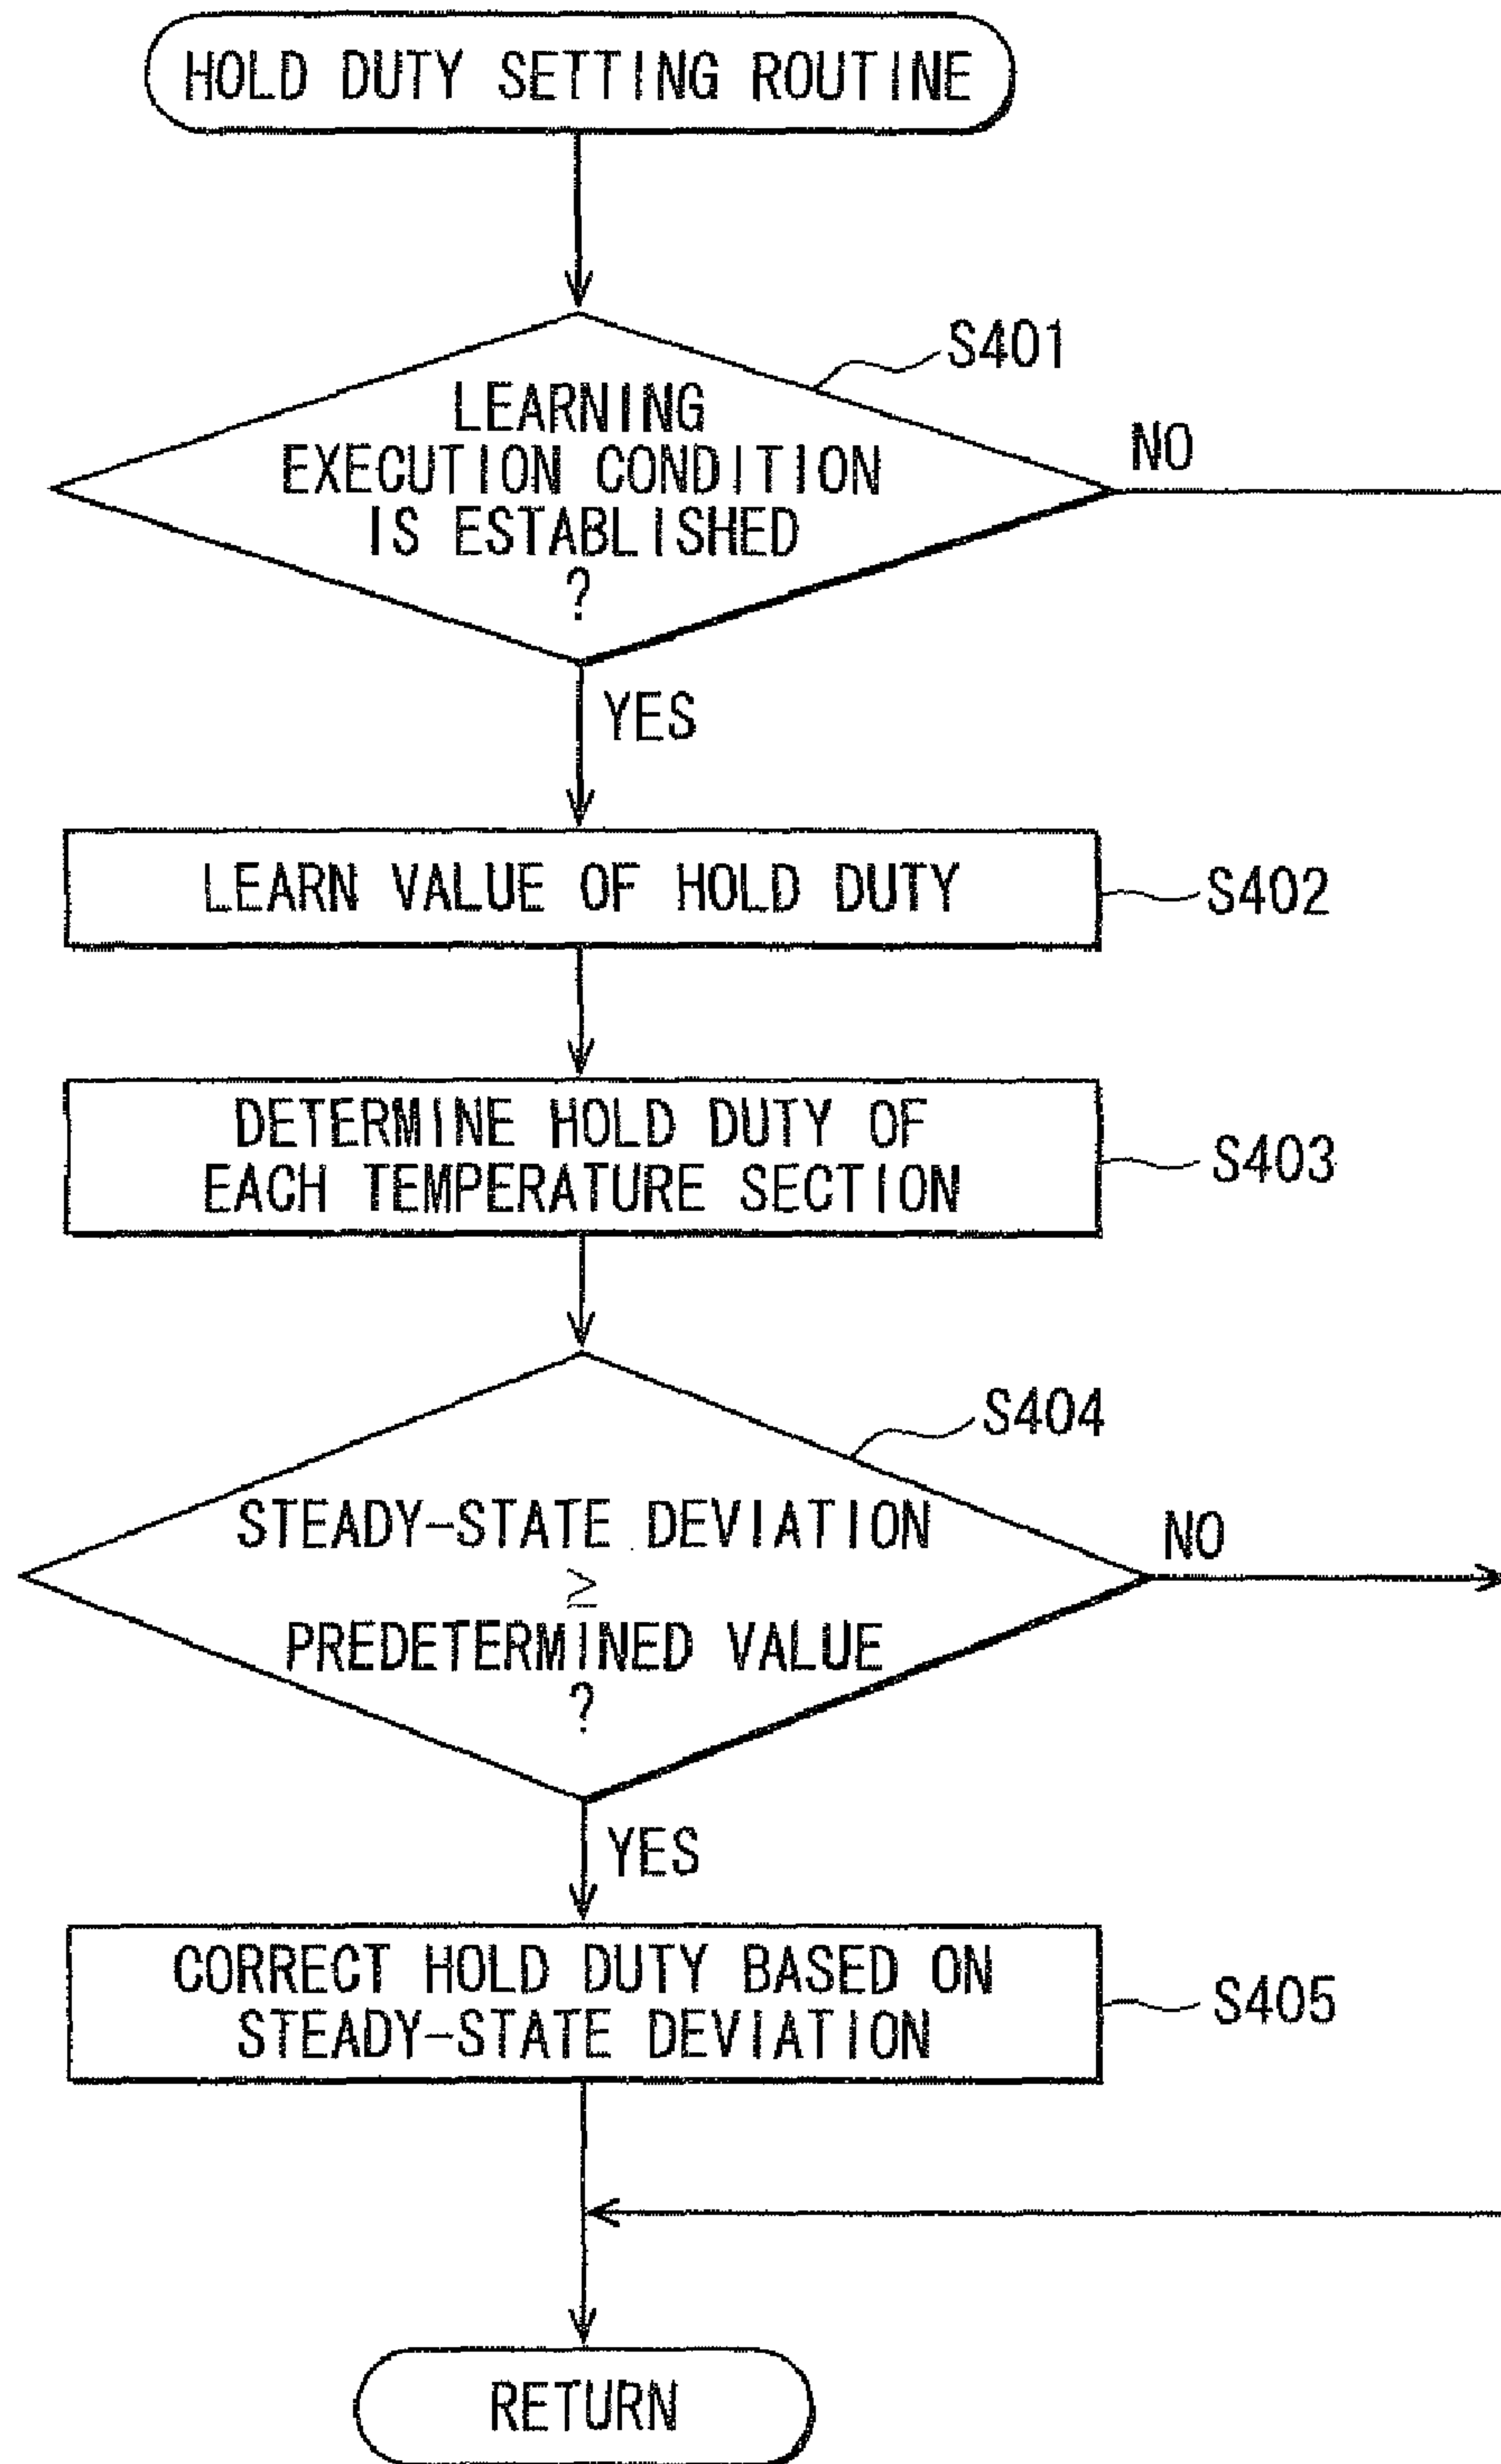 HOLD DUTY SETTING ROUTINE
S401
LEARNING
EXECUTION CONDITION
IS ESTABLISHED
?
NO
YES
LEARN VALUE OF HOLD DUTY
S402
DETERMINE HOLD DUTY OF
EACH TEMPERATURE SECTION
S403
S404
STEADY-STATE DEVIATION
≥
PREDETERMINED VALUE
?
NO
YES
CORRECT HOLD DUTY BASED ON
STEADY-STATE DEVIATION
S405
RETURN